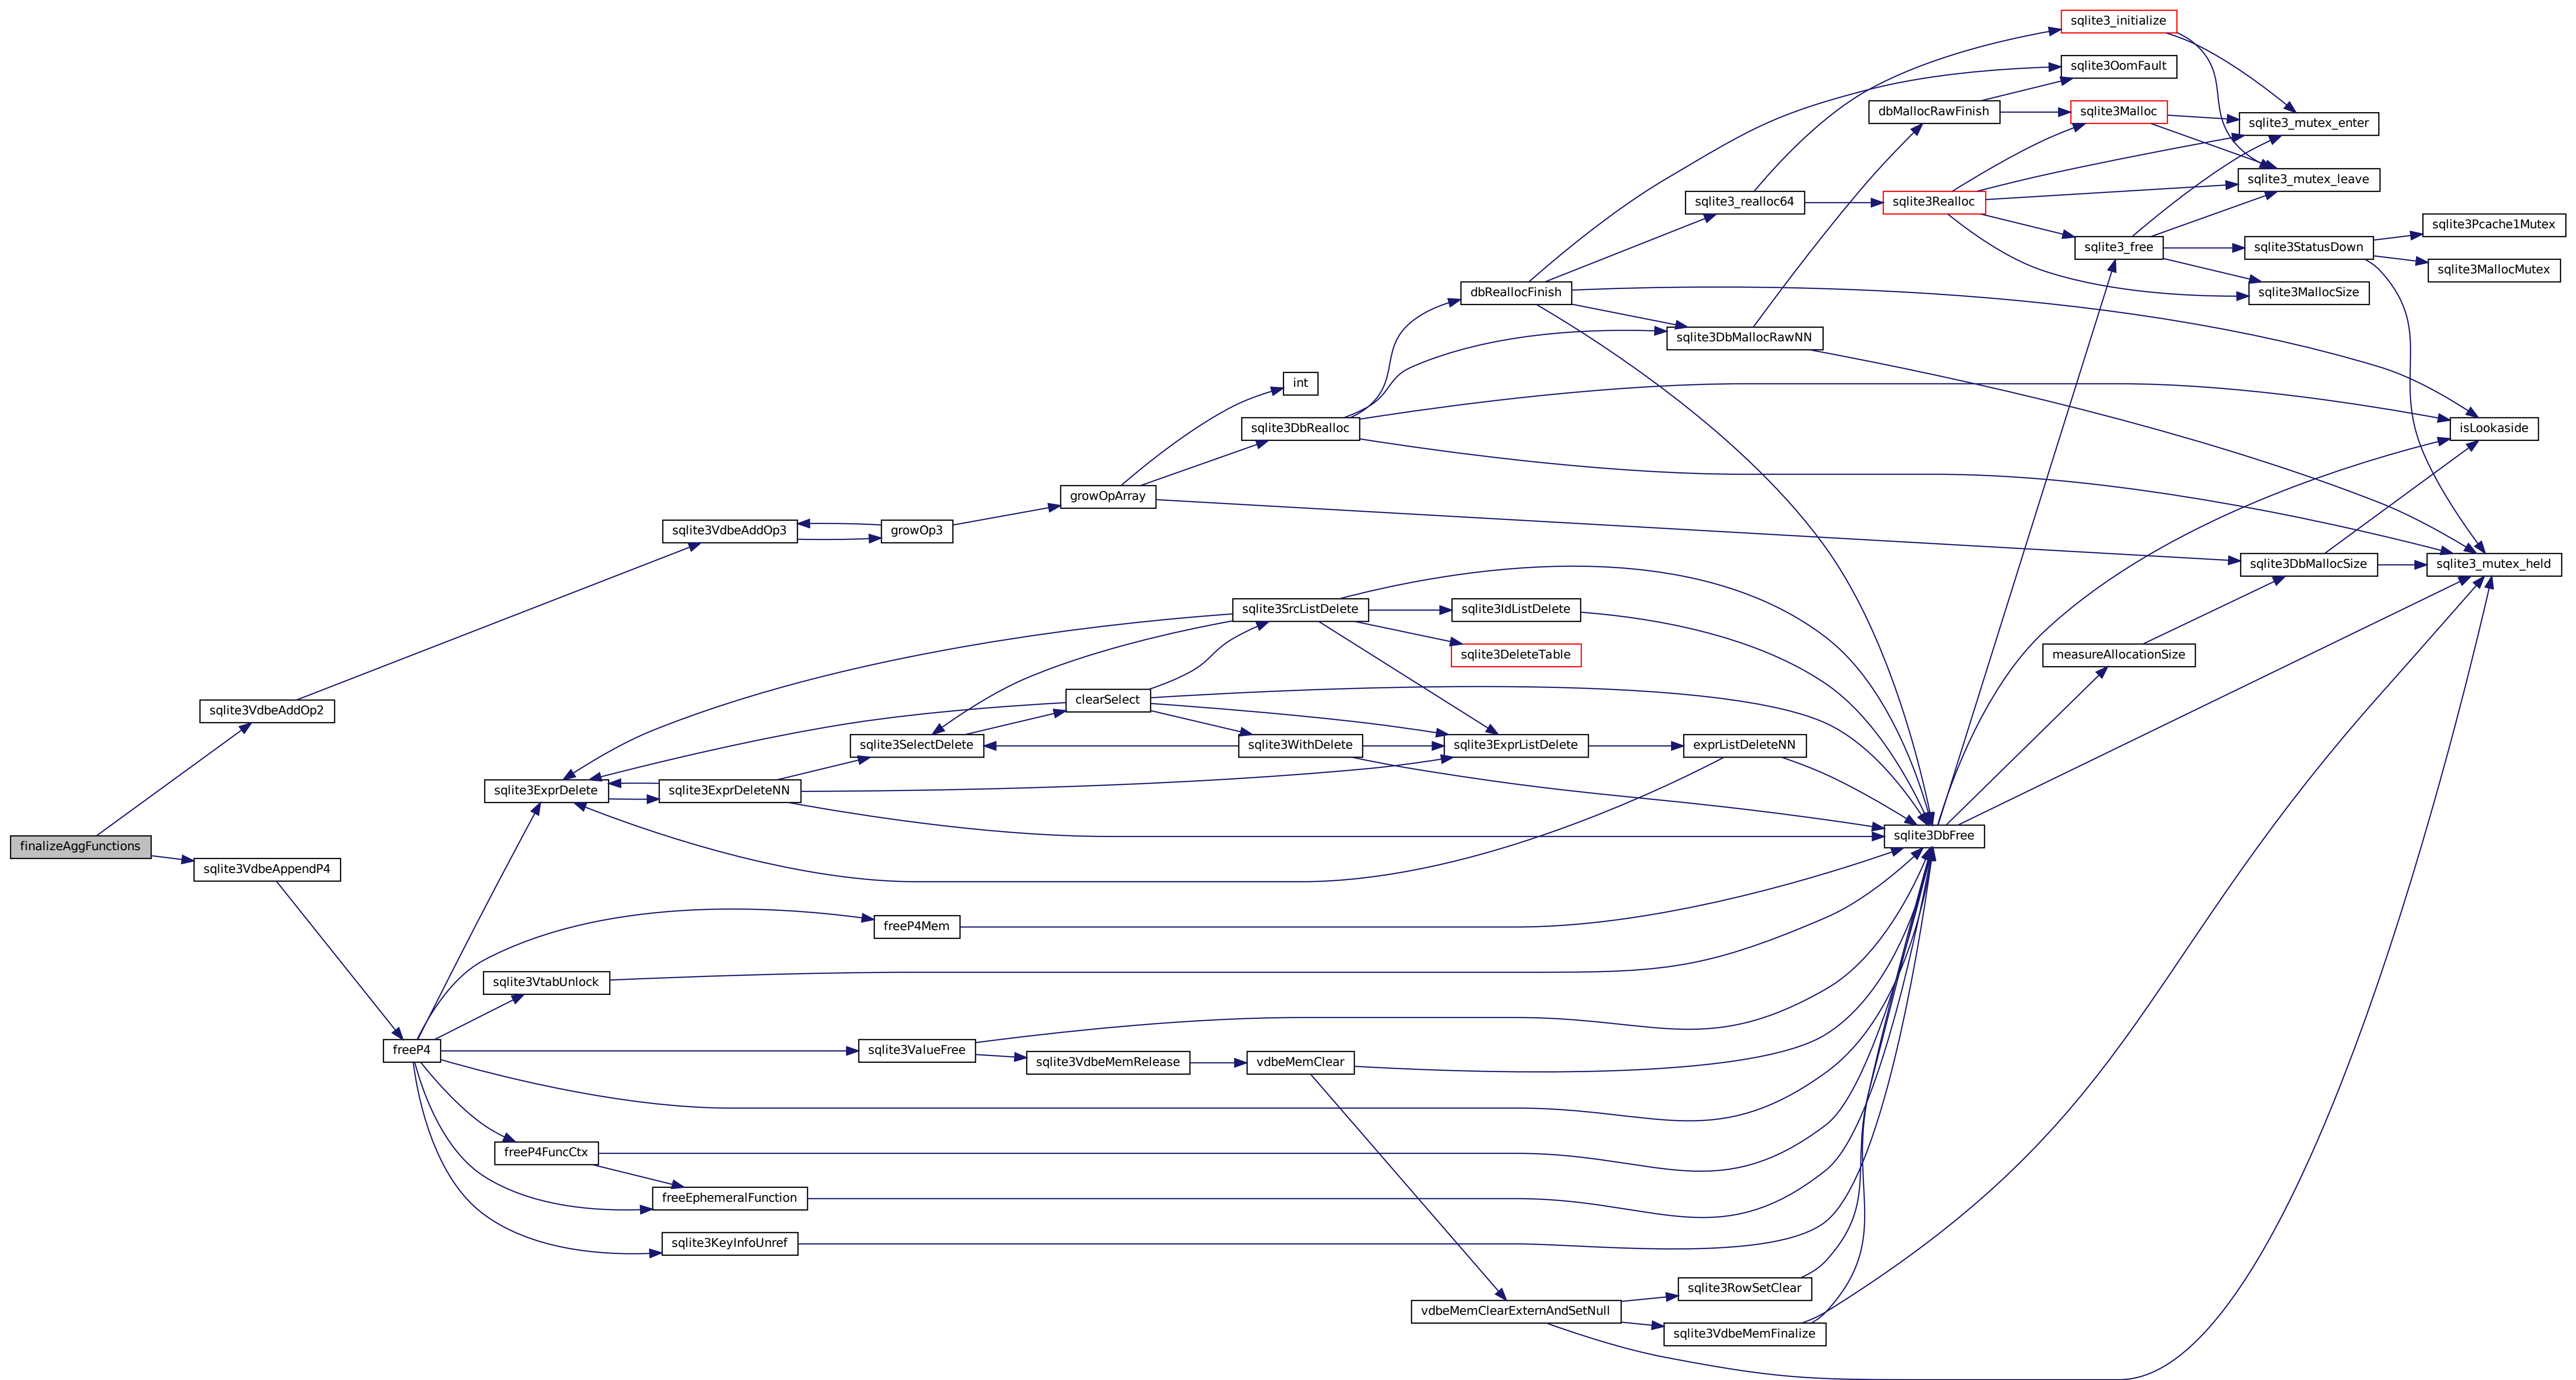 sqlite3_initialize
sqlite3OomFault
dbMallocRawFinish
sqlite3Malloc
sqlite3_mutex_enter
sqlite3_mutex_leave
sqlite3_realloc64
sqlite3Realloc
sqlite3Pcache1Mutex
sqlite3_free
sqlite3StatusDown
sqlite3MallocMutex
dbReallocFinish
sqlite3MallocSize
sqlite3DbMallocRawNN
int
sqlite3DbRealloc
isLookaside
growOpArray
sqlite3VdbeAddOp3
growOp3
sqlite3DbMallocSize
sqlite3_mutex_held
sqlite3SrcListDelete
sqlite3IdListDelete
sqlite3DeleteTable
measureAllocationSize
clearSelect
sqlite3VdbeAddOp2
sqlite3SelectDelete
sqlite3WithDelete
sqlite3ExprListDelete
exprListDeleteNN
sqlite3ExprDelete
sqlite3ExprDeleteNN
sqlite3DbFree
finalizeAggFunctions
sqlite3VdbeAppendP4
freeP4Mem
sqlite3VtabUnlock
freeP4
sqlite3ValueFree
sqlite3VdbeMemRelease
vdbeMemClear
freeP4FuncCtx
freeEphemeralFunction
sqlite3KeyInfoUnref
sqlite3RowSetClear
vdbeMemClearExternAndSetNull
sqlite3VdbeMemFinalize